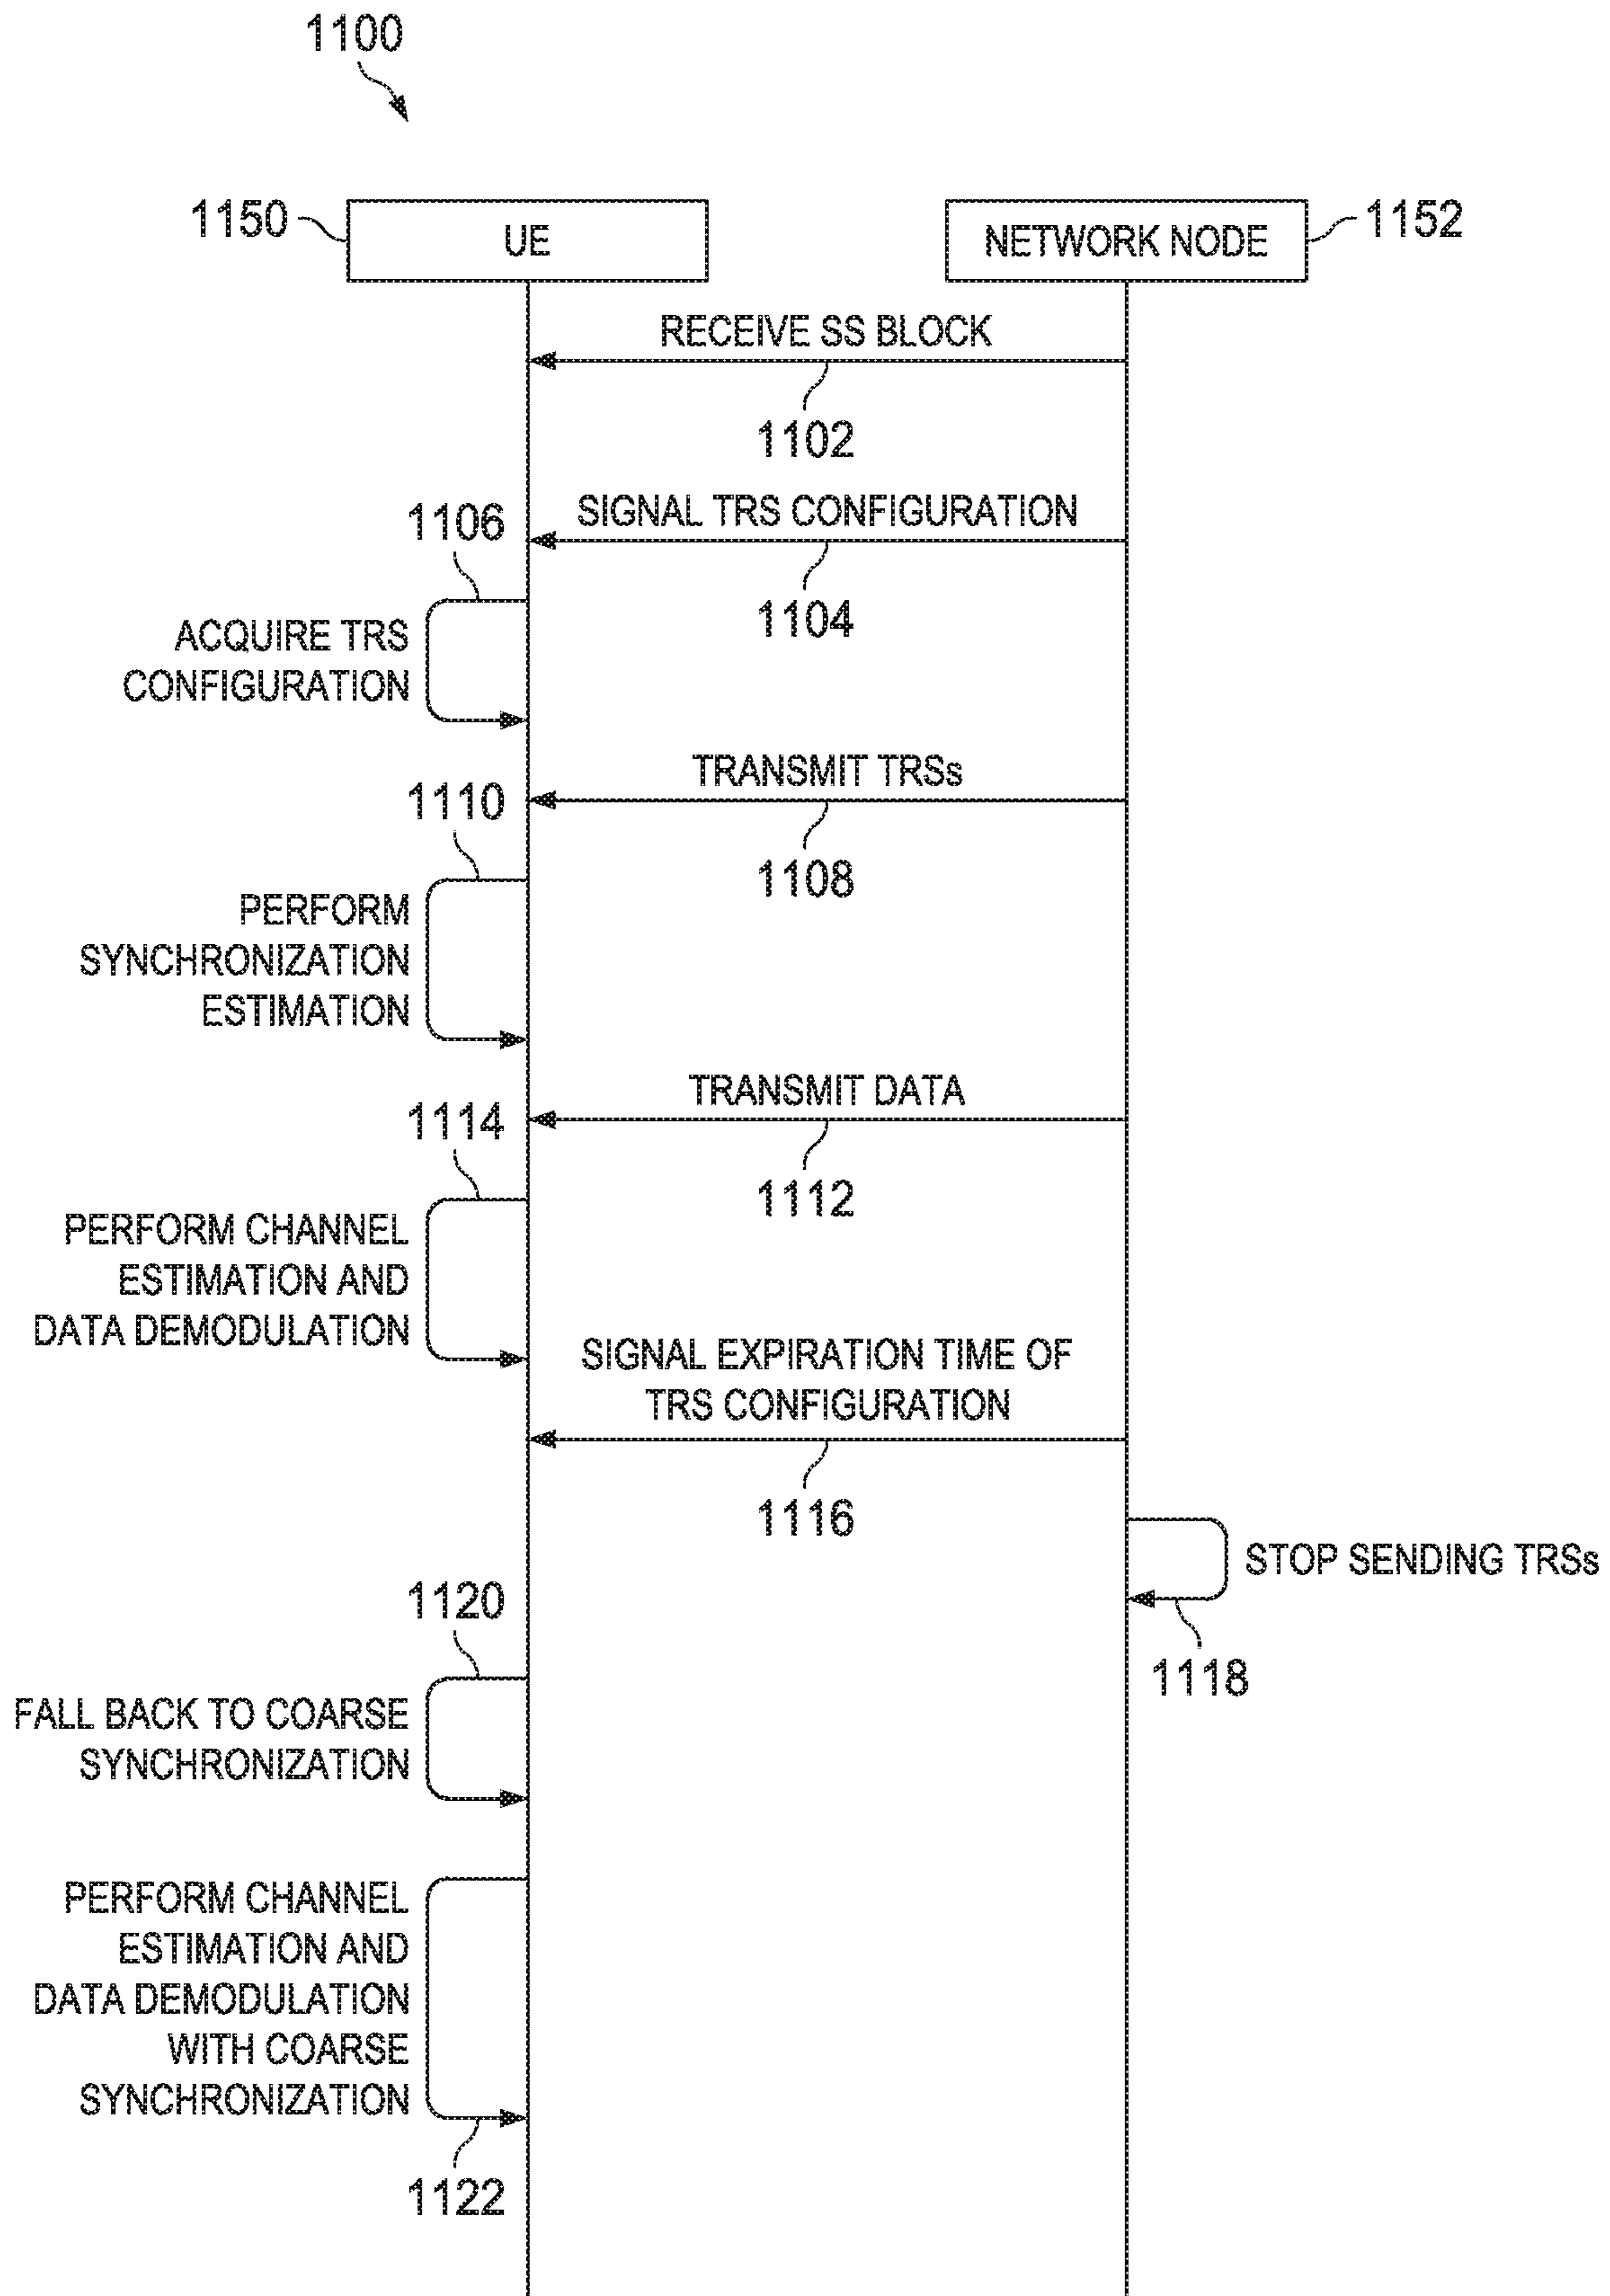 1100
1150
UE
NETWORK NODE
1152
RECEIVE SS BLOCK
1102
SIGNAL TRS CONFIGURATION
1104
1106
ACQUIRE TRS
CONFIGURATION
TRANSMIT TRSs
1108
1110
PERFORM
SYNCHRONIZATION
ESTIMATION
TRANSMIT DATA
1112
1114
PERFORM CHANNEL
ESTIMATION AND
DATA DEMODULATION
SIGNAL EXPIRATION TIME OF
TRS CONFIGURATION
1116
STOP SENDING TRSs
1118
1120
FALL BACK TO COARSE
SYNCHRONIZATION
PERFORM CHANNEL
ESTIMATION AND
DATA DEMODULATION
WITH COARSE
SYNCHRONIZATION
1122